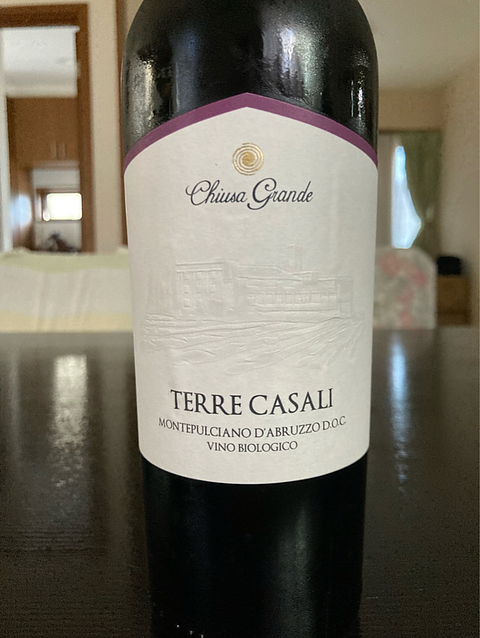 Chiusa Grande
TERRE CASALI
MONTEPULCIANO D'ABRUZZO D.O.C.
VINO BIOLOGICO